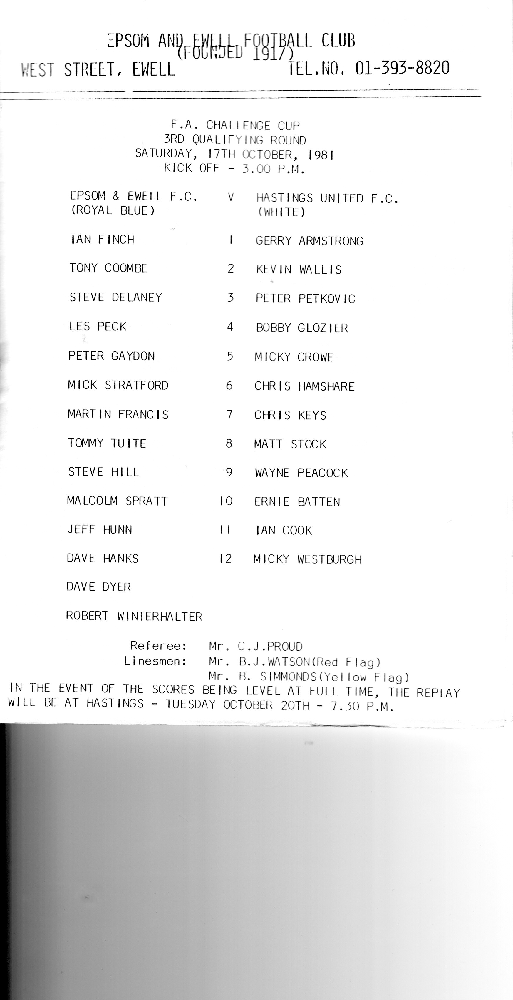 EPSOM AND EWELL FOOTBALL CLUB
(FOUNDED 1917)
WEST STREET, EWELL TEL.NO. 01-393-8820
F.A. CHALLENGE CUP
3RD QUALIFYING ROUND
SATURDAY, 17TH OCTOBER, 1981
KICK OFF - 3.00 P.M.
EPSOM & EWELL F.C. V HASTINGS UNITED F.C.
(ROYAL BLUE) (WHITE)
IAN FINCH 1 GERRY ARMSTRONG
TONY COOMBE 2 KEVIN WALLIS
STEVE DELANEY 3 PETER PETKOVIC
LES PECK 4 BOBBY GLOZIER
PETER GAYDON 5 MICKY CROWE
MICK STRATFORD 6 CHRIS HAMSHARE
MARTIN FRANCIS 7 CHRIS KEYS
TOMMY TUITE 8 MATT STOCK
STEVE HILL 9 WAYNE PEACOCK
MALCOLM SPRATT 10 ERNIE BATTEN
JEFF HUNN 11 IAN COOK
DAVE HANKS 12 MICKY WESTBURGH
DAVE DYER
ROBERT WINTERHALTER
Referee: Mr. C.J.PROUD
Linesmen: Mr. B.J.WATSON(Red Flag)
Mr. B. SIMMONDS(Yellow Flag)
IN THE EVENT OF THE SCORES BEING LEVEL AT FULL TIME, THE REPLAY
WILL BE AT HASTINGS - TUESDAY OCTOBER 20TH - 7.30 P.M.